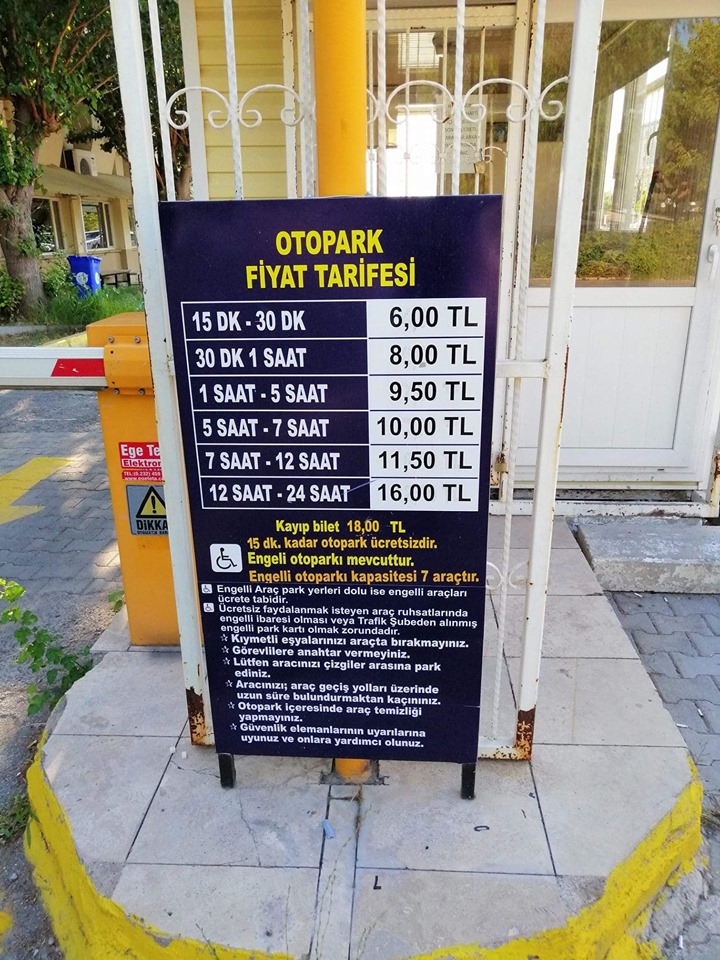 OTOPARK
FİYAT TARİFESİ
15 DK - 30 DK 6,00 TL
30 DK 1 SAAT 8,00 TL
1 SAAT - 5 SAAT 9,50 TL
5 SAAT - 7 SAAT 10,00 TL
7 SAAT - 12 SAAT 11,50 TL
12 SAAT - 24 SAAT 16,00 TL
Kayıp bilet 18,00 TL
15 dk. kadar otopark ücretsizdir.
Engeli otoparkı mevcuttur.
Engelli otoparkı kapasitesi 7 araçtır.
Engelli Araç park yerleri dolu ise engelli araçları
ücrete tabidir.
Ücretsiz faydalanmak isteyen araç ruhsatlarında
engelli ibaresi olması veya Trafik Şubeden alınmış
engelli park kartı olmak zorundadır.
☆ Kıymetli eşyalarınızı araçta bırakmayınız.
☆ Görevlilere anahtar vermeyiniz.
☆ Lütfen aracınızı çizgiler arasına park
ediniz.
☆ Aracınızı; araç geçiş yolları üzerinde
uzun süre bulundurmaktan kaçınınız.
☆ Otopark içeresinde araç temizliği
yapmayınız.
☆ Güvenlik elemanlarının uyarılarına
uyunuz ve onlara yardımcı olunuz.
Ege Te
Elektron
DİKKA